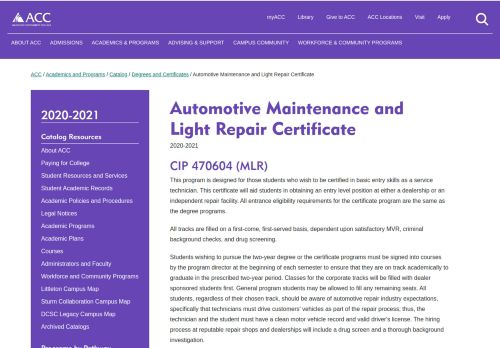 myACC Library Give to ACC ACC Locations Visit Apply
ACC
ABOUT ACC ADMISSIONS ACADEMICS & PROGRAMS ADVISING & SUPPORT CAMPUS COMMUNITY WORKFORCE & COMMUNITY PROGRAMS
ACC / Academics and Programs / Catalog / Degrees and Certificates / Automotive Maintenance and Light Repair Certificate
2020-2021
Catalog Resources
About ACC
Paying for College
Student Resources and Services
Student Academic Records
Academic Policies and Procedures
Legal Notices
Academic Programs
Academic Plans
Courses
Administrators and Faculty
Workforce and Community Programs
Littleton Campus Map
Sturm Collaboration Campus Map
DCSC Legacy Campus Map
Archived Catalogs
Programs by Pathway
Automotive Maintenance and
Light Repair Certificate
2020-2021
CIP 470604 (MLR)
This program is designed for those students who wish to be certified in basic entry skills as a service
technician. This certificate will aid students in obtaining an entry level position at either a dealership or an
independent repair facility. All entrance eligibility requirements for the certificate program are the same as
the degree programs.
All tracks are filled on a first-come, first-served basis, dependent upon satisfactory MVR, criminal
background checks, and drug screening.
Students wishing to pursue the two-year degree or the certificate programs must be signed into courses
by the program director at the beginning of each semester to ensure that they are on track academically to
graduate in the prescribed two-year period. Classes for the corporate tracks will be filled with dealer
sponsored students first. General program students may be allowed to fill any remaining seats. All
students, regardless of their chosen track, should be aware of automotive repair industry expectations,
specifically that technicians must drive customers' vehicles as part of the repair process; thus, the
technician and the student must have a clean motor vehicle record and valid driver's license. The hiring
process at reputable repair shops and dealerships will include a drug screen and a thorough background
investigation.